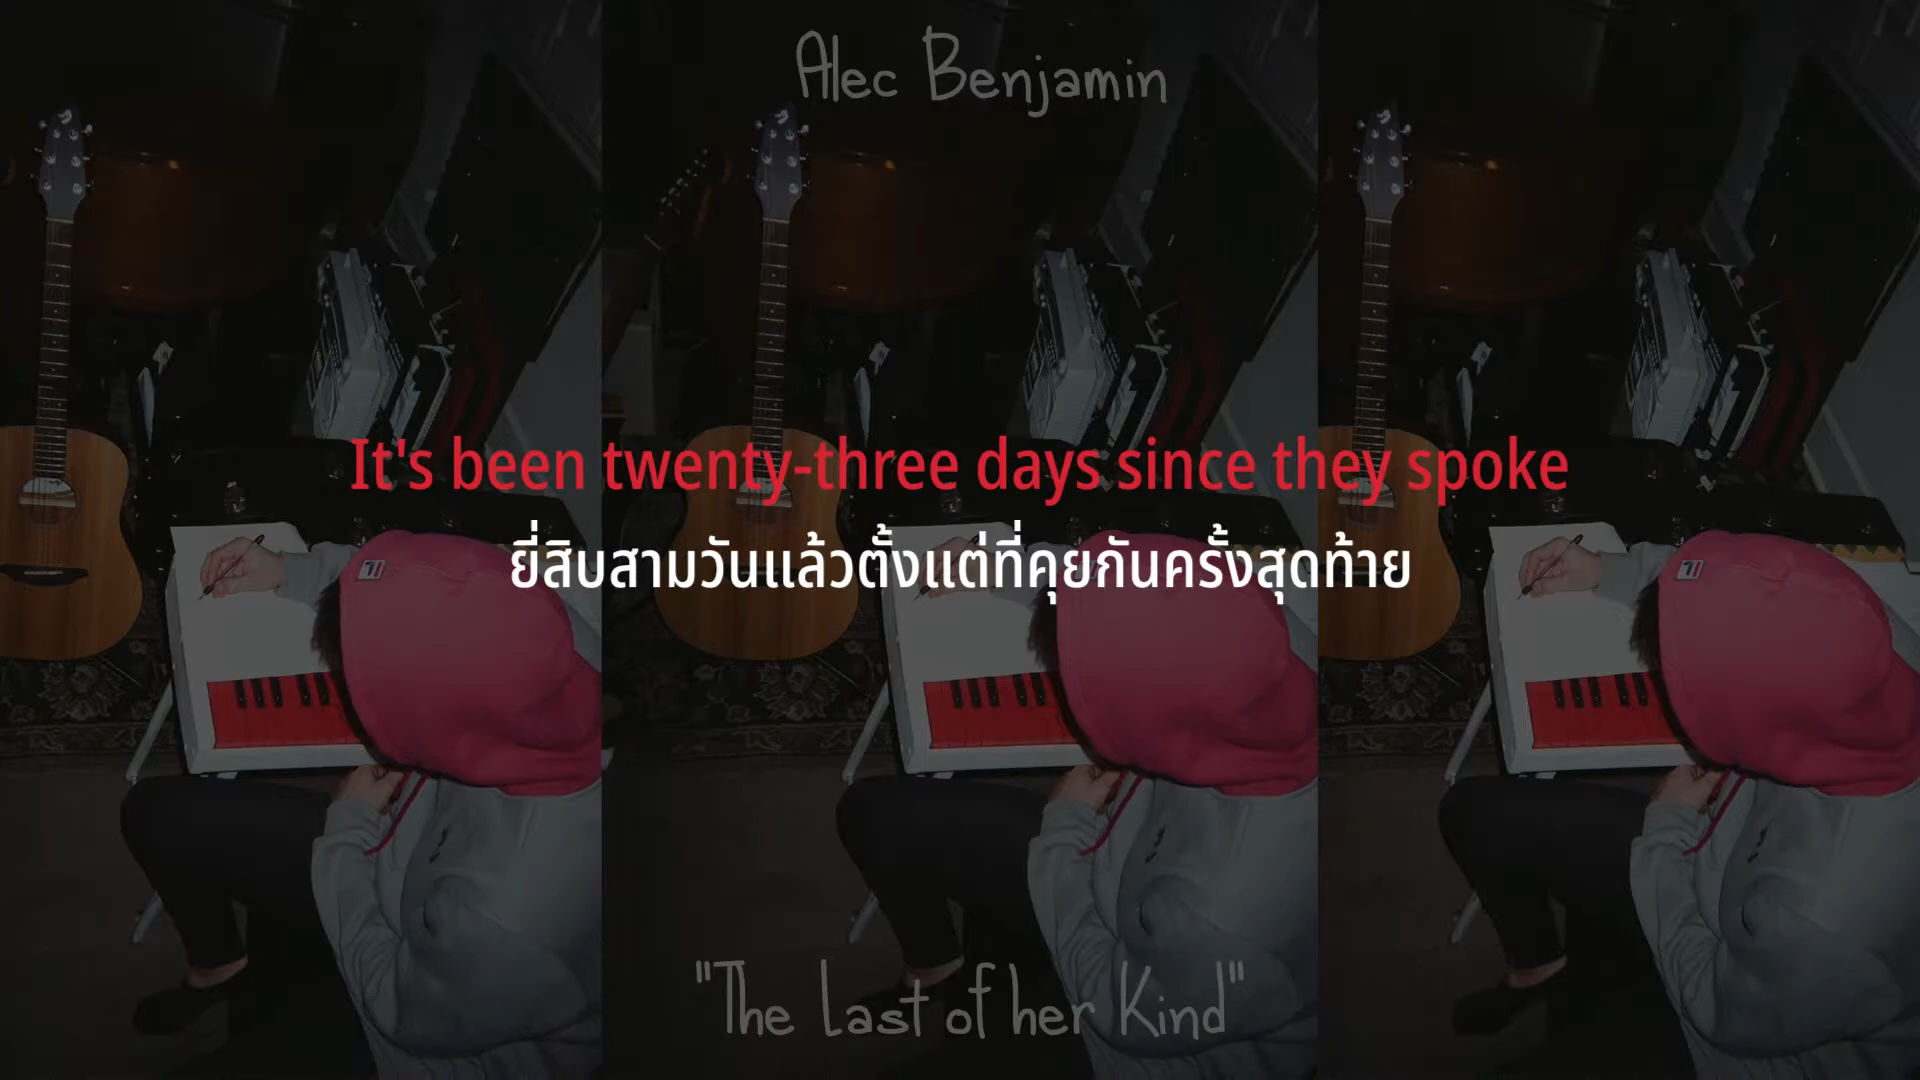 Alec Benjamin
It's been twenty-three days since they spoke
ยี่สิบสามวันแล้วตั้งแต่ที่คุยกันครั้งสุดท้าย
"The Last of her Kind"